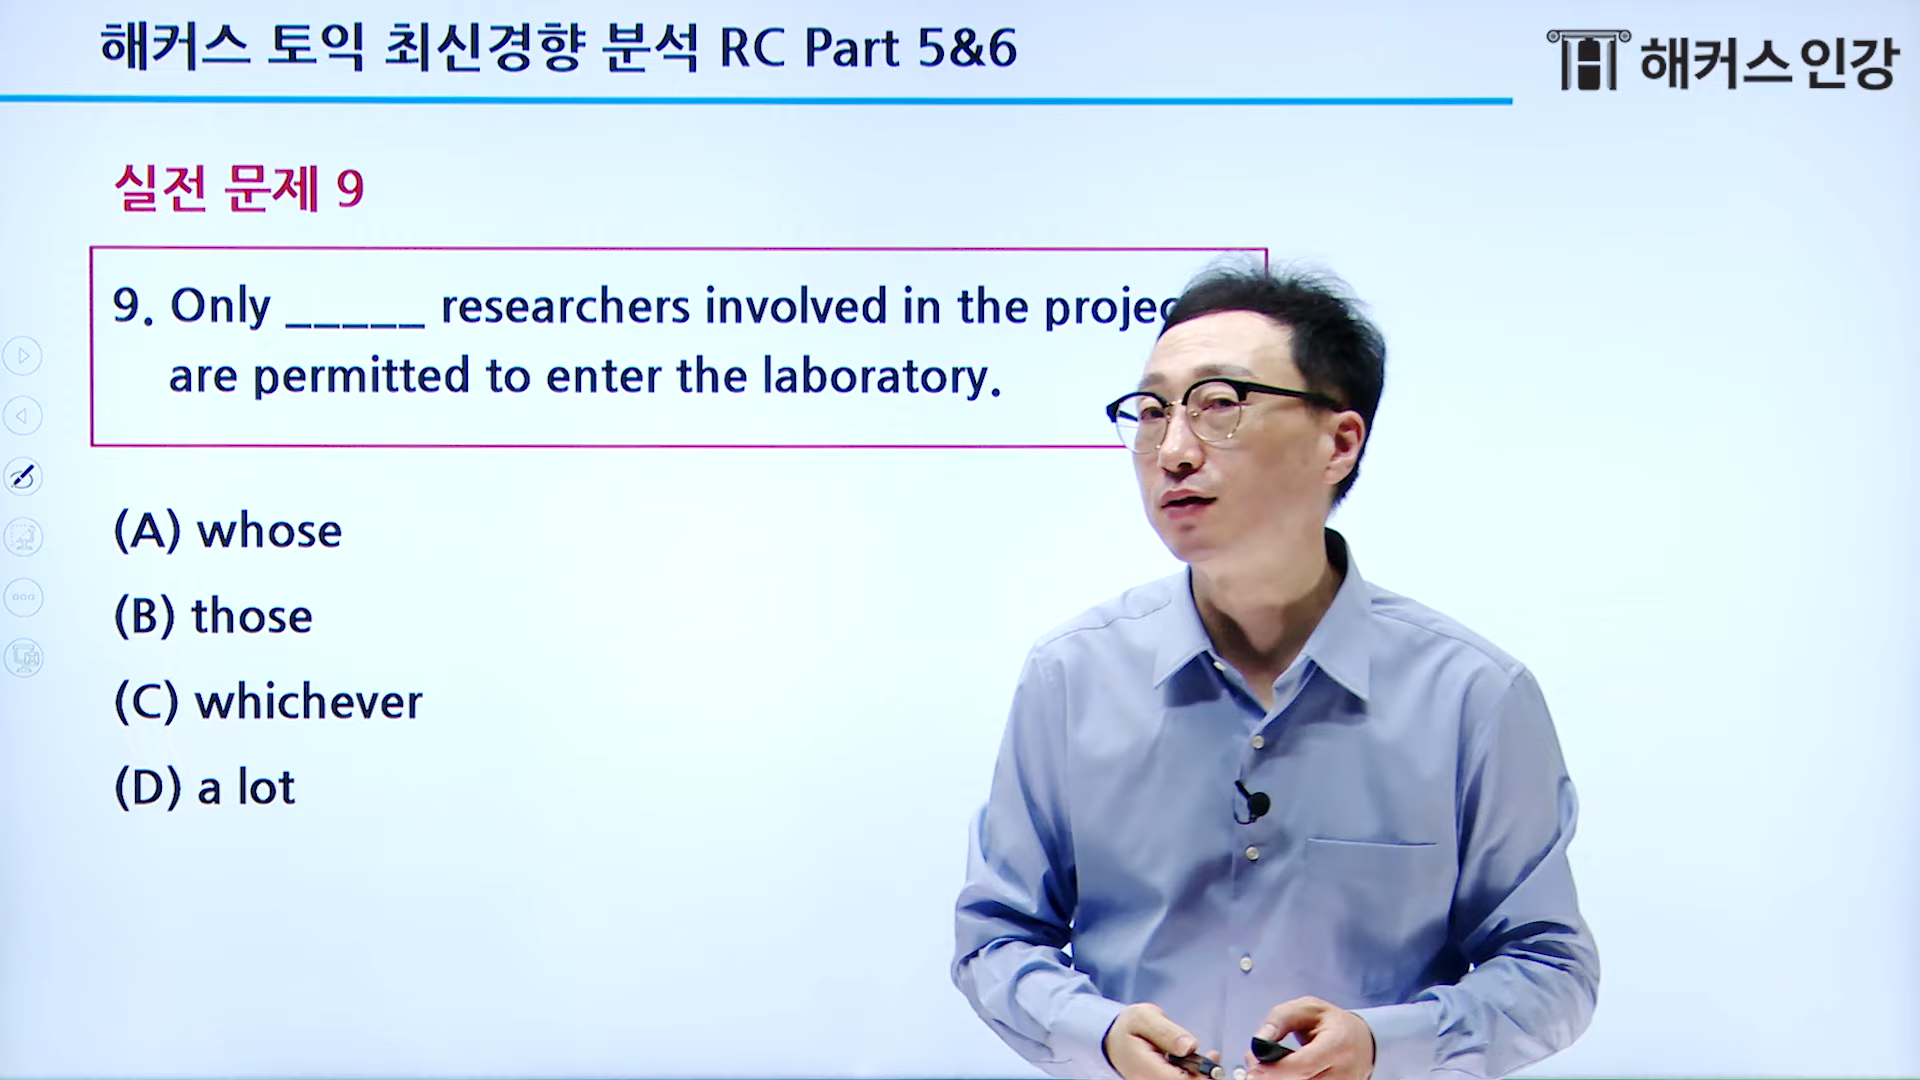 해커스 토익 최신경향 분석 RC Part 5&6
해커스인강
실전 문제 9
9. Only _____ researchers involved in the
are permitted to enter the laboratory.
(A) whose
(B) those
(C) whichever
(D) a lot